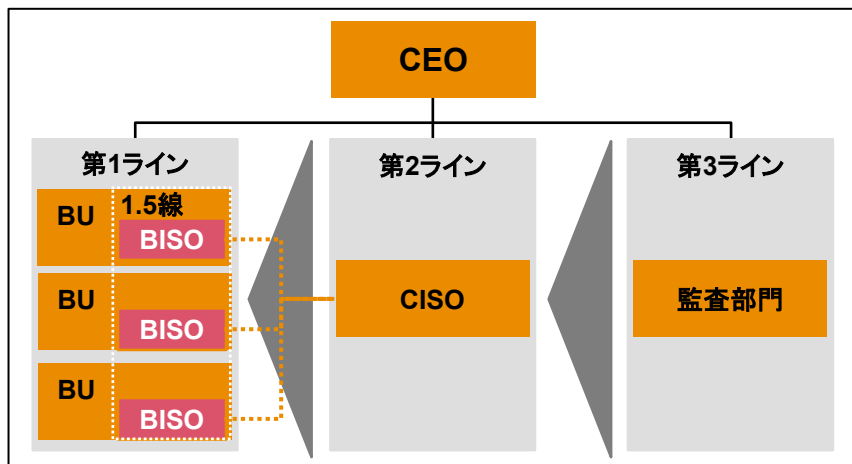 CEO
第1ライン
BU
1.5線
BISO
BU
BISO
BU
BISO
第2ライン
CISO
第3ライン
監査部門